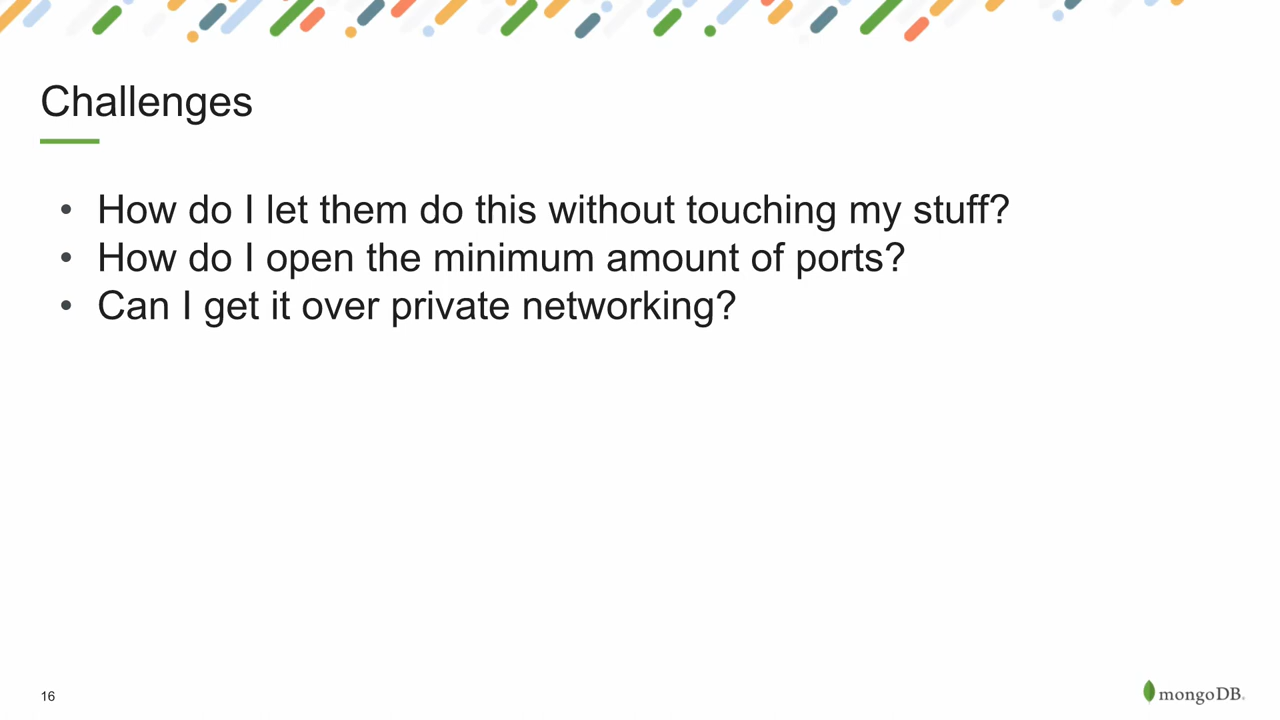 Challenges
• How do I let them do this without touching my stuff?
• How do I open the minimum amount of ports?
• Can I get it over private networking?
16
mongoDB.